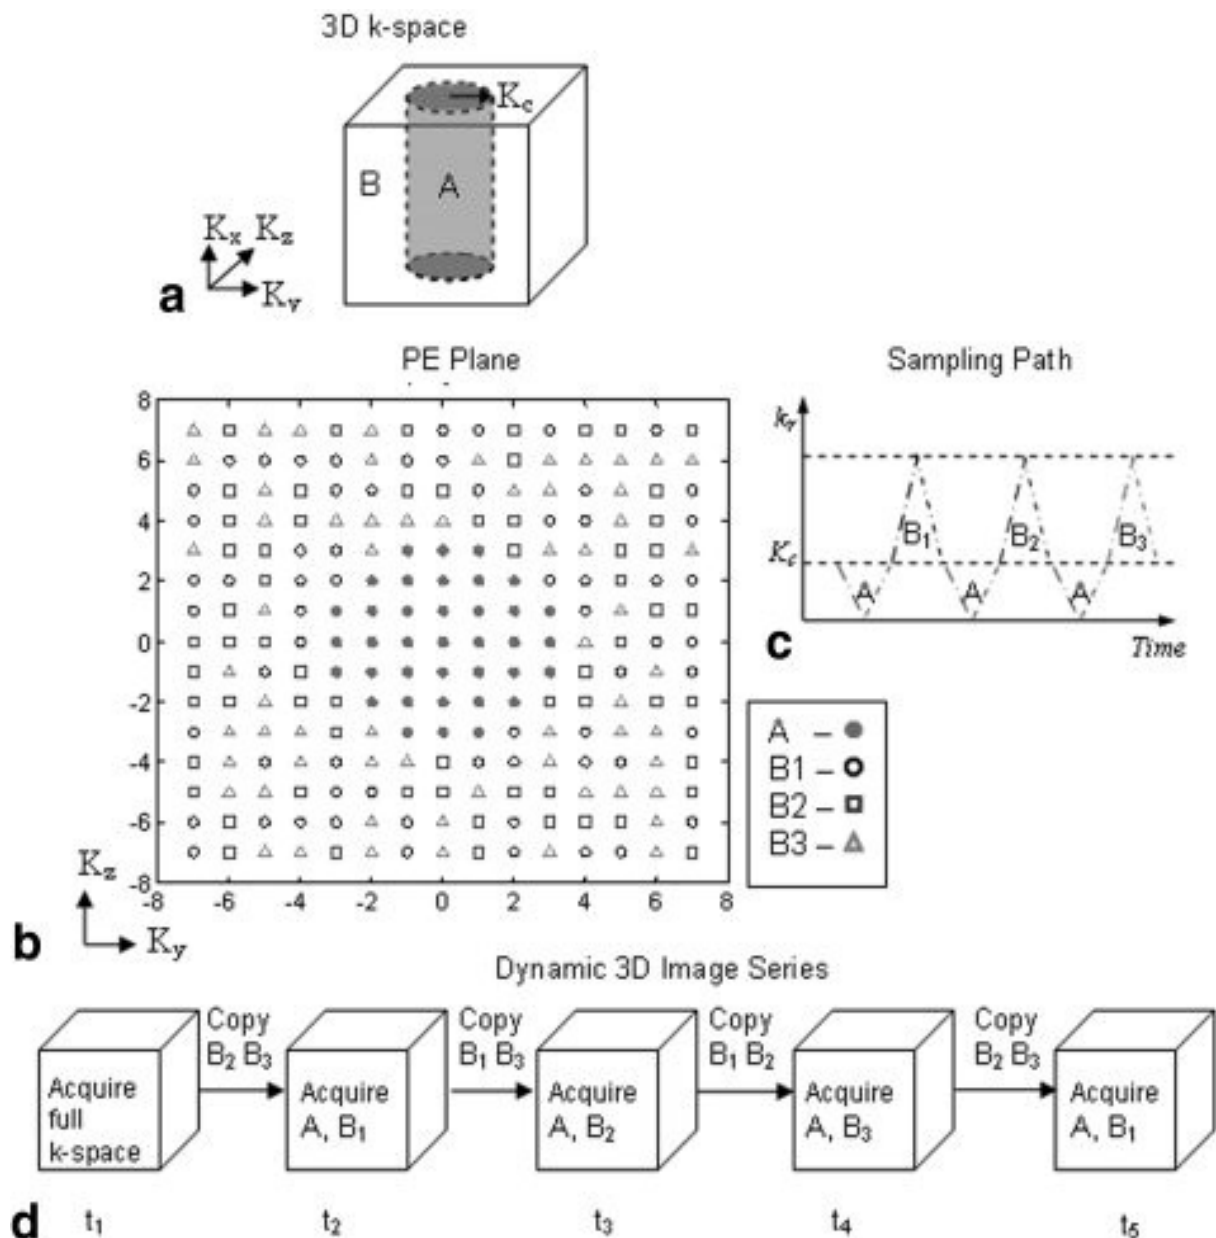 3D k-space
Kc
B
A
Kx Kz
Ky
a
PE Plane
8
6
4
2
0
-2
-4
-6
-8
-8 -6 -4 -2 0 2 4 6 8
Kz
Ky
b
Sampling Path
kr
Kc
B1 B2 B3
A A A
Time
c
A –
B1 –
B2 –
B3 –
Dynamic 3D Image Series
Copy
B2 B3
Copy
B1 B3
Copy
B1 B2
Copy
B2 B3
Acquire
full
k-space
Acquire
A, B1
Acquire
A, B2
Acquire
A, B3
Acquire
A, B1
d
t1 t2 t3 t4 t5